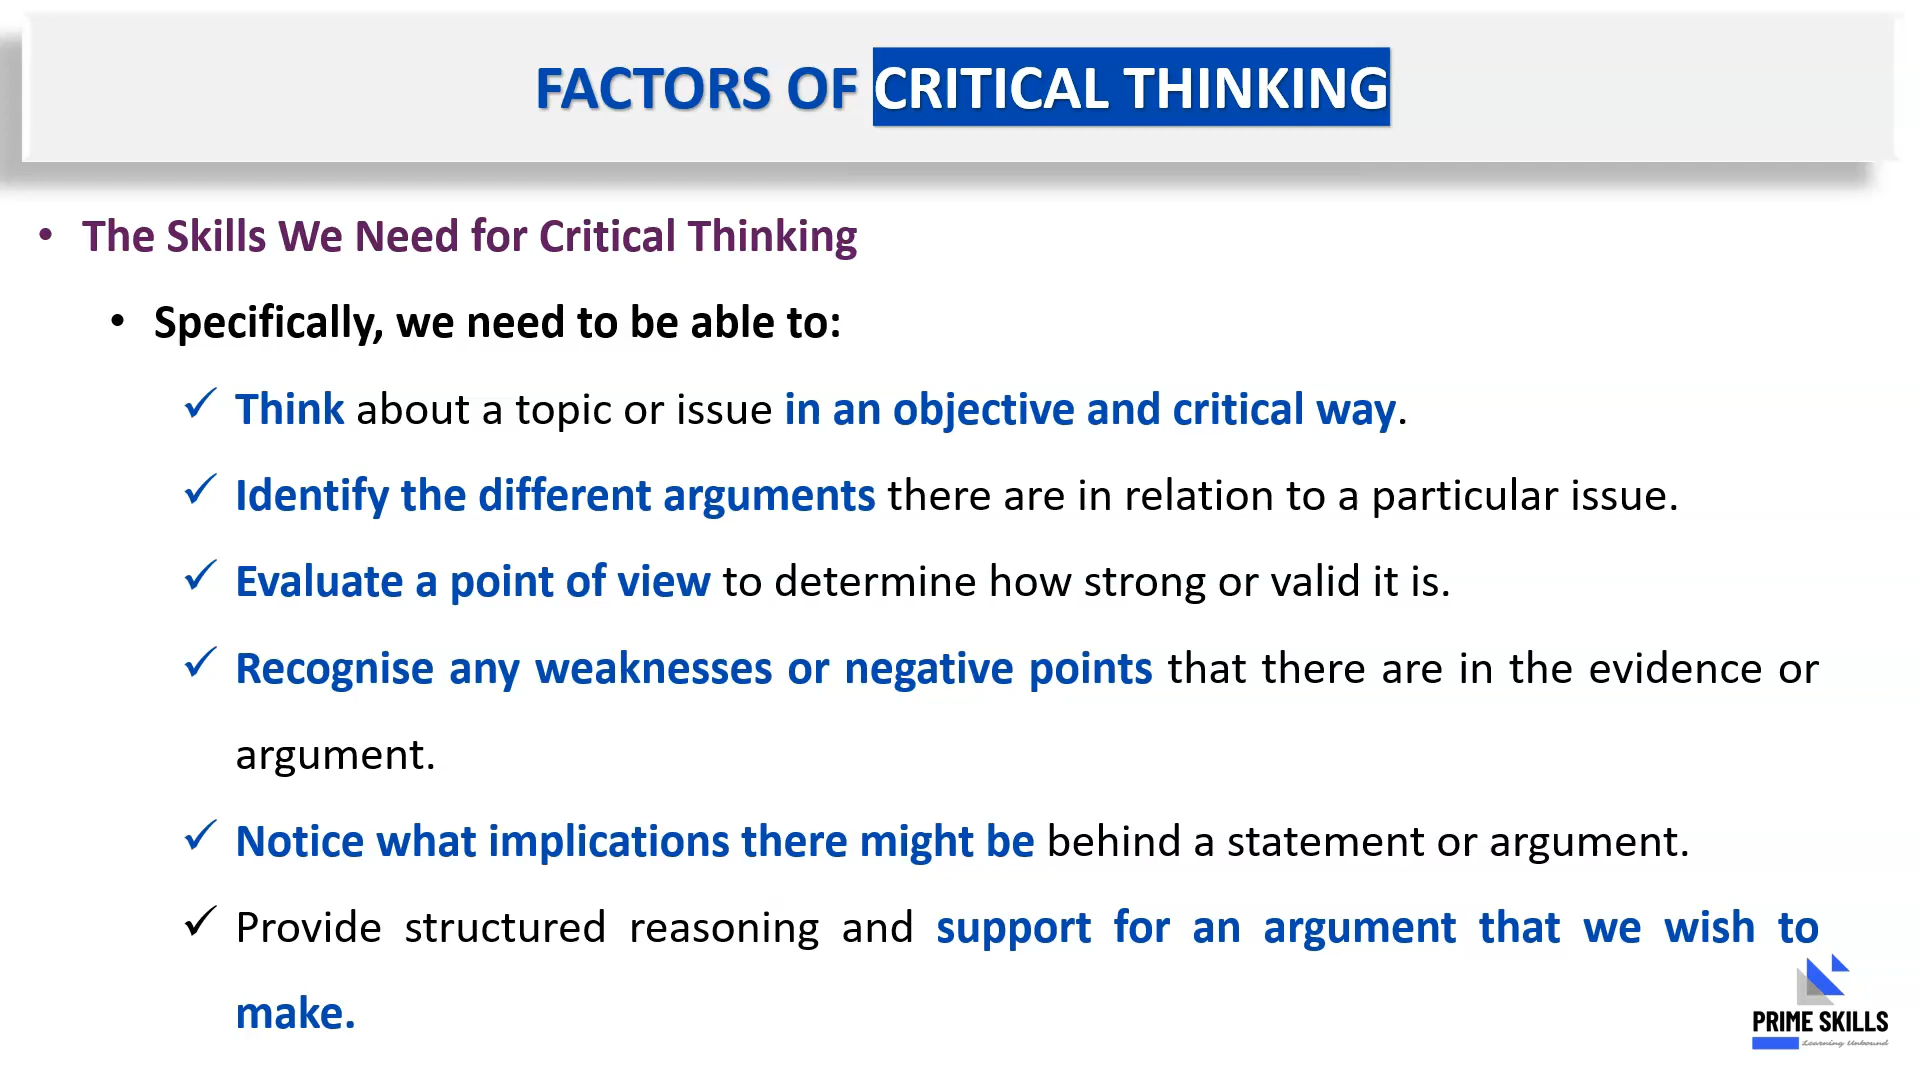 FACTORS OF CRITICAL THINKING
• The Skills We Need for Critical Thinking
• Specifically, we need to be able to:
✓ Think about a topic or issue in an objective and critical way.
✓ Identify the different arguments there are in relation to a particular issue.
✓ Evaluate a point of view to determine how strong or valid it is.
✓ Recognise any weaknesses or negative points that there are in the evidence or
argument.
✓ Notice what implications there might be behind a statement or argument.
✓ Provide structured reasoning and support for an argument that we wish to
make.
PRIME SKILLS
Learning Unbound